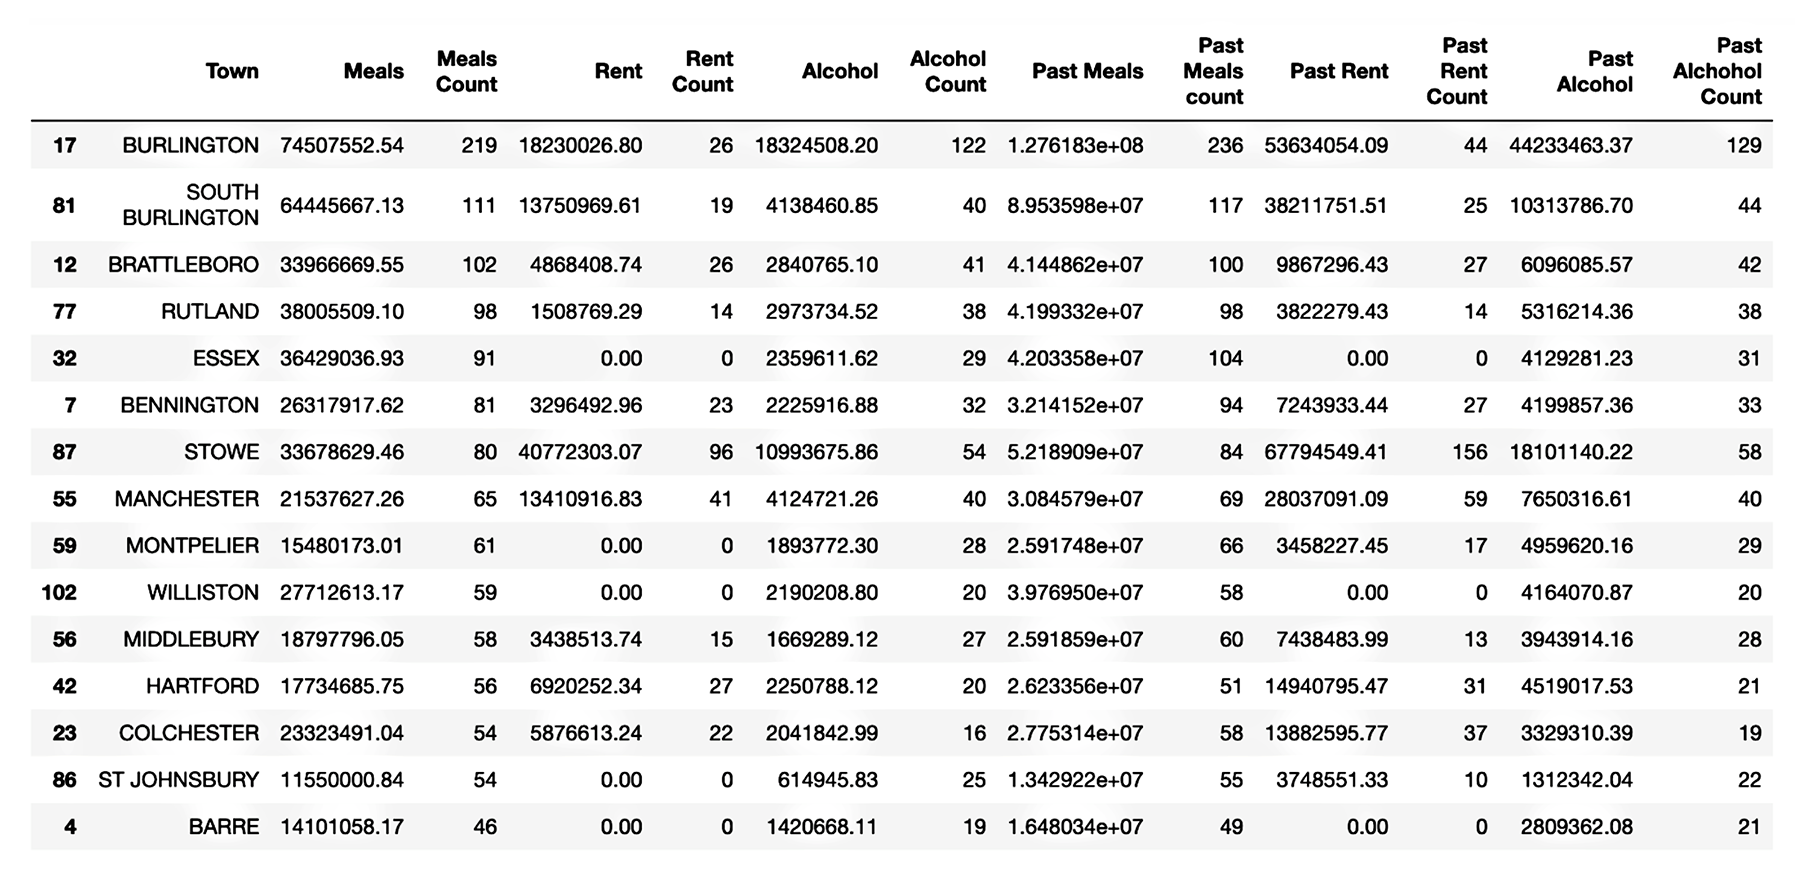 Town Meals Meals Count Rent Rent Count Alcohol Alcohol Count Past Meals Past Meals count Past Rent Past Rent Count Past Alcohol Past Alchohol Count
17 BURLINGTON 74507552.54 219 18230026.80 26 18324508.20 122 1.276183e+08 236 53634054.09 44 44233463.37 129
81 SOUTH BURLINGTON 64445667.13 111 13750969.61 19 4138460.85 40 8.953598e+07 117 38211751.51 25 10313786.70 44
12 BRATTLEBORO 33966669.55 102 4868408.74 26 2840765.10 41 4.144862e+07 100 9867296.43 27 6096085.57 42
77 RUTLAND 38005509.10 98 1508769.29 14 2973734.52 38 4.199332e+07 98 3822279.43 14 5316214.36 38
32 ESSEX 36429036.93 91 0.00 0 2359611.62 29 4.203358e+07 104 0.00 0 4129281.23 31
7 BENNINGTON 26317917.62 81 3296492.96 23 2225916.88 32 3.214152e+07 94 7243933.44 27 4199857.36 33
87 STOWE 33678629.46 80 40772303.07 96 10993675.86 54 5.218909e+07 84 67794549.41 156 18101140.22 58
55 MANCHESTER 21537627.26 65 13410916.83 41 4124721.26 40 3.084579e+07 69 28037091.09 59 7650316.61 40
59 MONTPELIER 15480173.01 61 0.00 0 1893772.30 28 2.591748e+07 66 3458227.45 17 4959620.16 29
102 WILLISTON 27712613.17 59 0.00 0 2190208.80 20 3.976950e+07 58 0.00 0 4164070.87 20
56 MIDDLEBURY 18797796.05 58 3438513.74 15 1669289.12 27 2.591859e+07 60 7438483.99 13 3943914.16 28
42 HARTFORD 17734685.75 56 6920252.34 27 2250788.12 20 2.623356e+07 51 14940795.47 31 4519017.53 21
23 COLCHESTER 23323491.04 54 5876613.24 22 2041842.99 16 2.775314e+07 58 13882595.77 37 3329310.39 19
86 ST JOHNSBURY 11550000.84 54 0.00 0 614945.83 25 1.342922e+07 55 3748551.33 10 1312342.04 22
4 BARRE 14101058.17 46 0.00 0 1420668.11 19 1.648034e+07 49 0.00 0 2809362.08 21